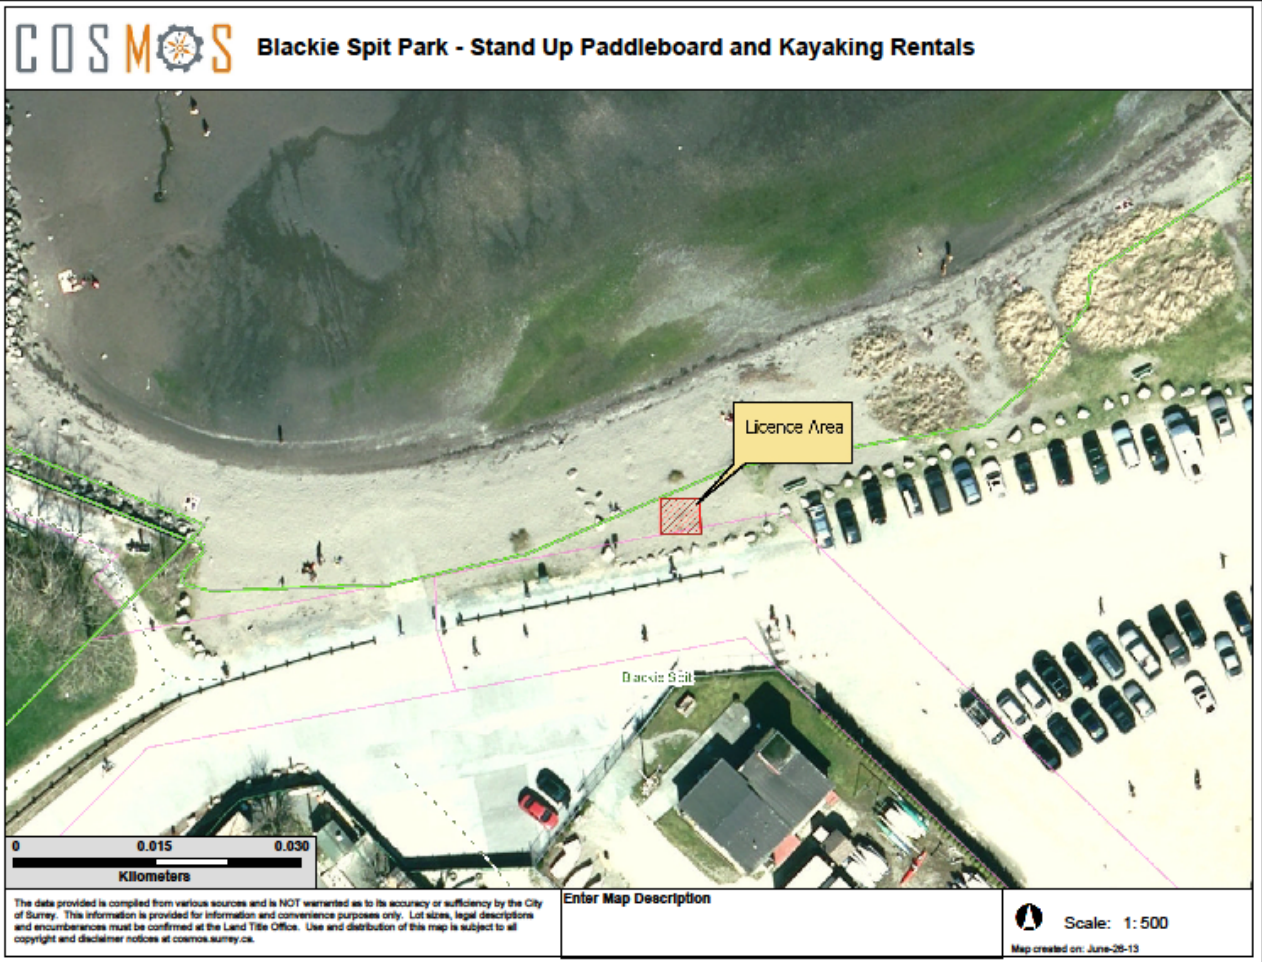 COSMOS
Blackie Spit Park - Stand Up Paddleboard and Kayaking Rentals
Licence Area
Blackie Spit
0 0.015 0.030
Kilometers
The data provided is compiled from various sources and is NOT warranted as to its accuracy or sufficiency by the City
of Surrey. This information is provided for information and convenience purposes only. Lot sizes, legal descriptions
and encumberances must be confirmed at the Land Title Office. Use and distribution of this map is subject to all
copyright and disclaimer notices at cosmos.surrey.ca.
Enter Map Description
Scale: 1:500
Map created on: June-26-13